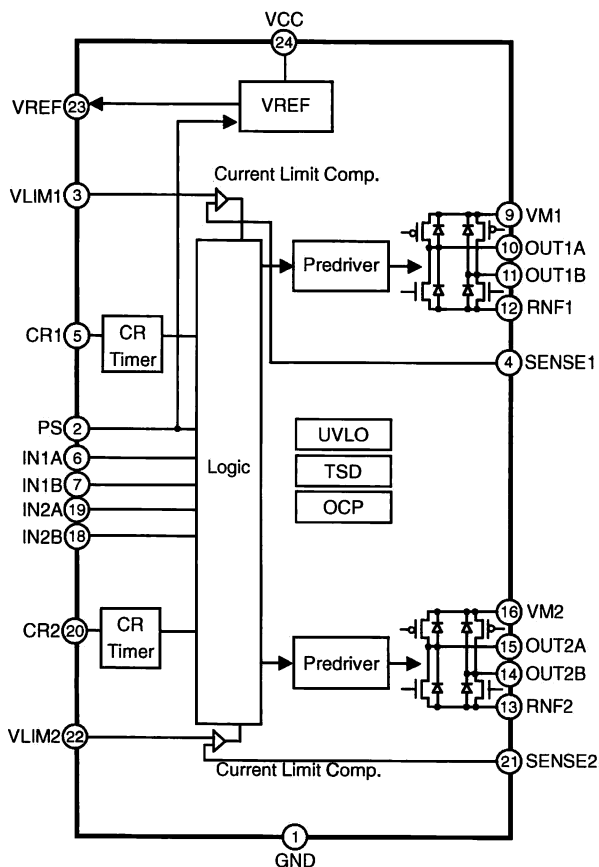 VCC
24
VREF 23
VREF
Current Limit Comp.
VLIM1 3
9 VM1
10 OUT1A
Predriver
11 OUT1B
12 RNF1
CR1 5
CR
Timer
4 SENSE1
PS 2
UVLO
IN1A 6
Logic
TSD
IN1B 7
IN2A 19
OCP
IN2B 18
16 VM2
CR2 20
CR
Timer
15 OUT2A
Predriver
14 OUT2B
13 RNF2
VLIM2 22
21 SENSE2
Current Limit Comp.
1
GND